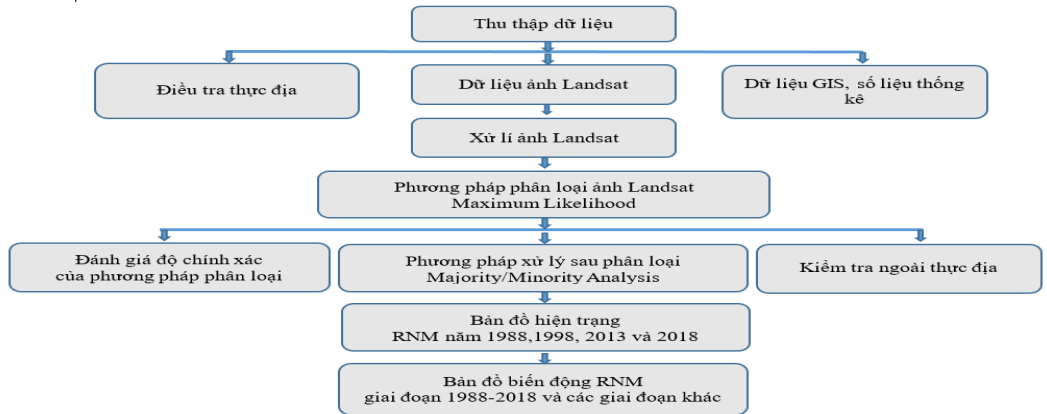 Thu thập dữ liệu
Điều tra thực địa
Dữ liệu ảnh Landsat
Dữ liệu GIS, số liệu thống
kê
Xử lí ảnh Landsat
Phương pháp phân loại ảnh Landsat
Maximum Likelihood
Đánh giá độ chính xác
của phương pháp phân loại
Phương pháp xử lý sau phân loại
Majority/Minority Analysis
Kiểm tra ngoài thực địa
Bản đồ hiện trạng
RNM năm 1988,1998, 2013 và 2018
Bản đồ biến động RNM
giai đoạn 1988-2018 và các giai đoạn khác